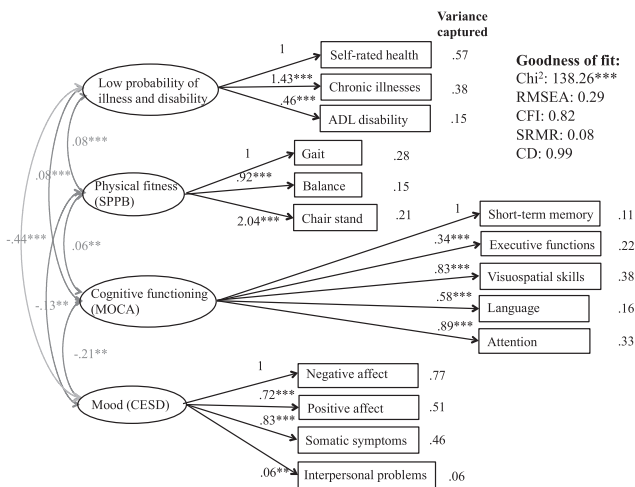 Variance
captured
Goodness of fit:
Chi²: 138.26***
RMSEA: 0.29
CFI: 0.82
SRMR: 0.08
CD: 0.99
Low probability of
illness and disability
1
Self-rated health
.57
1.43***
Chronic illnesses
.38
.46***
ADL disability
.15
.08***
.08***
Physical fitness
(SPPB)
1
Gait
.28
.92***
Balance
.15
2.04***
Chair stand
.21
-.44***
.06**
Cognitive functioning
(MOCA)
1
Short-term memory
.11
.34***
Executive functions
.22
.83***
Visuospatial skills
.38
.58***
Language
.16
.89***
Attention
.33
-.13**
-.21**
Mood (CESD)
1
Negative affect
.77
.72***
Positive affect
.51
.83***
Somatic symptoms
.46
.06**
Interpersonal problems
.06